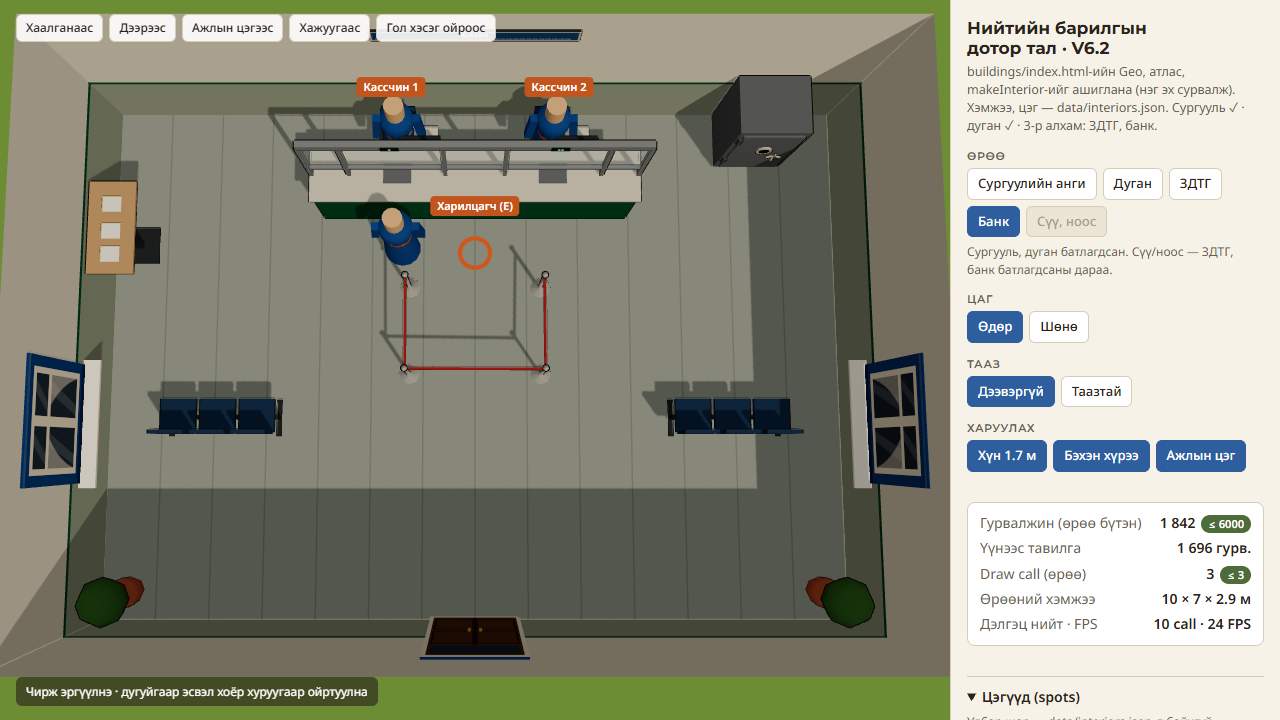 Хаалганаас
Дээрээс
Ажлын цэгээс
Хажуугаас
Гол хэсэг ойроос
Кассчин 1
Кассчин 2
Харилцагч (E)
Чирж эргүүлнэ · дугуйгаар эсвэл хоёр хуруугаар ойртуулна
Нийтийн барилгын
дотор тал · V6.2
buildings/index.html-ийн Geo, атлас,
makeInterior-ийг ашиглана (нэг эх сурвалж).
Хэмжээ, цэг — data/interiors.json. Сургууль ✓ ·
дуган ✓ · 3-р алхам: ЗДТГ, банк.
ӨРӨӨ
Сургуулийн анги
Дуган
ЗДТГ
Банк
Сүү, ноос
Сургууль, дуган батлагдсан. Сүү/ноос — ЗДТГ,
банк батлагдсаны дараа.
ЦАГ
Өдөр
Шөнө
ТААЗ
Дээвэргүй
Таазтай
ХАРУУЛАХ
Хүн 1.7 м
Бэхэн хүрээ
Ажлын цэг
Гурвалжин (өрөө бүтэн) 1 842 ≤ 6000
Үүнээс тавилга 1 696 гурв.
Draw call (өрөө) 3 ≤ 3
Өрөөний хэмжээ 10 × 7 × 2.9 м
Дэлгэц нийт · FPS 10 call · 24 FPS
▼ Цэгүүд (spots)